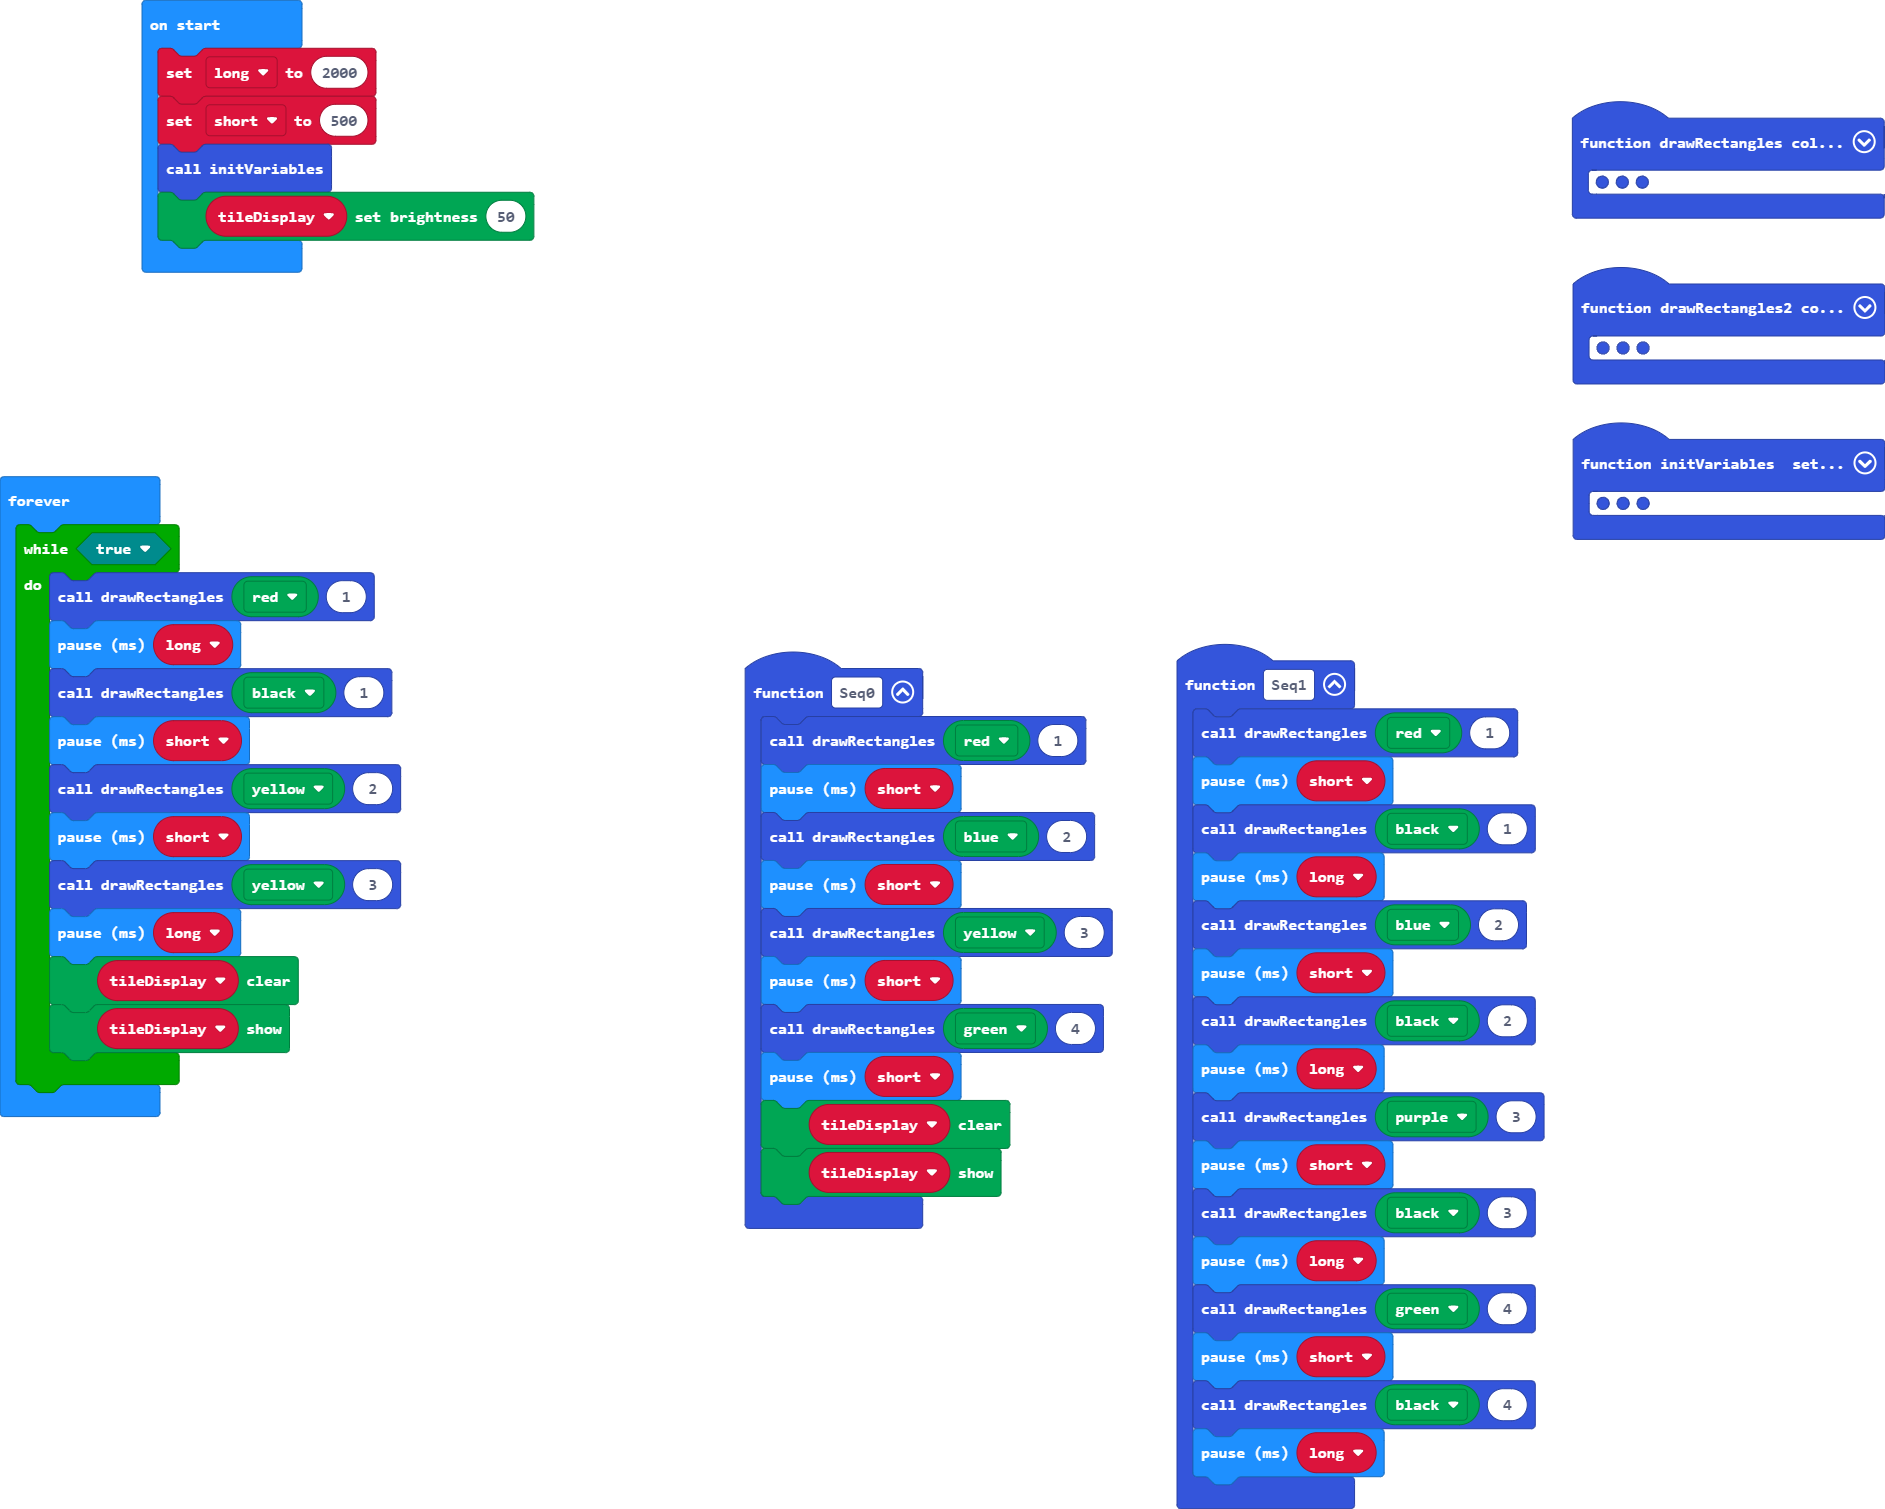 on start
set long to 2000
set short to 500
call initVariables
tileDisplay set brightness 50
function drawRectangles col...
function drawRectangles2 co...
function initVariables set...
forever
while true
do
call drawRectangles red 1
pause (ms) long
call drawRectangles black 1
pause (ms) short
call drawRectangles yellow 2
pause (ms) short
call drawRectangles yellow 3
pause (ms) long
tileDisplay clear
tileDisplay show
function Seq0
call drawRectangles red 1
pause (ms) short
call drawRectangles blue 2
pause (ms) short
call drawRectangles yellow 3
pause (ms) short
call drawRectangles green 4
pause (ms) short
tileDisplay clear
tileDisplay show
function Seq1
call drawRectangles red 1
pause (ms) short
call drawRectangles black 1
pause (ms) long
call drawRectangles blue 2
pause (ms) short
call drawRectangles black 2
pause (ms) long
call drawRectangles purple 3
pause (ms) short
call drawRectangles black 3
pause (ms) long
call drawRectangles green 4
pause (ms) short
call drawRectangles black 4
pause (ms) long